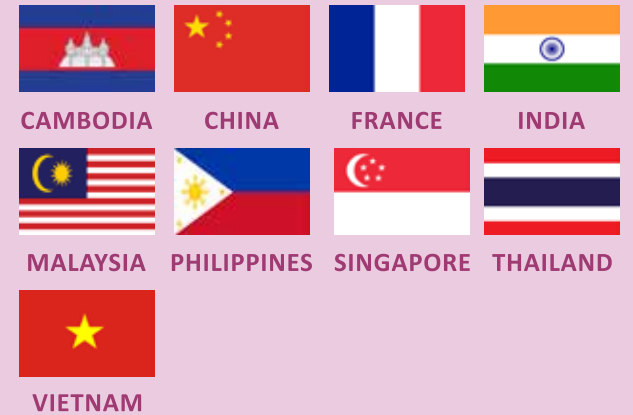 CAMBODIA CHINA FRANCE INDIA
MALAYSIA PHILIPPINES SINGAPORE THAILAND
VIETNAM